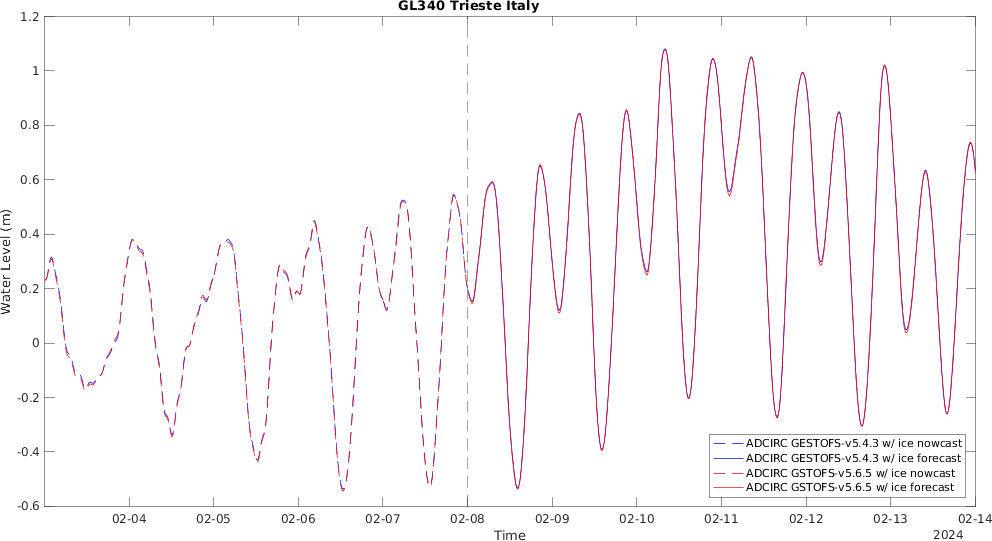 GL340 Trieste Italy
1.2
1
0.8
0.6
0.4
0.2
0
-0.2
-0.4
-0.6
Water Level (m)
ADCIRC GESTOFS-v5.4.3 w/ ice nowcast
ADCIRC GESTOFS-v5.4.3 w/ ice forecast
ADCIRC GSTOFS-v5.6.5 w/ ice nowcast
ADCIRC GSTOFS-v5.6.5 w/ ice forecast
02-04 02-05 02-06 02-07 02-08 02-09 02-10 02-11 02-12 02-13 02-14
Time
2024